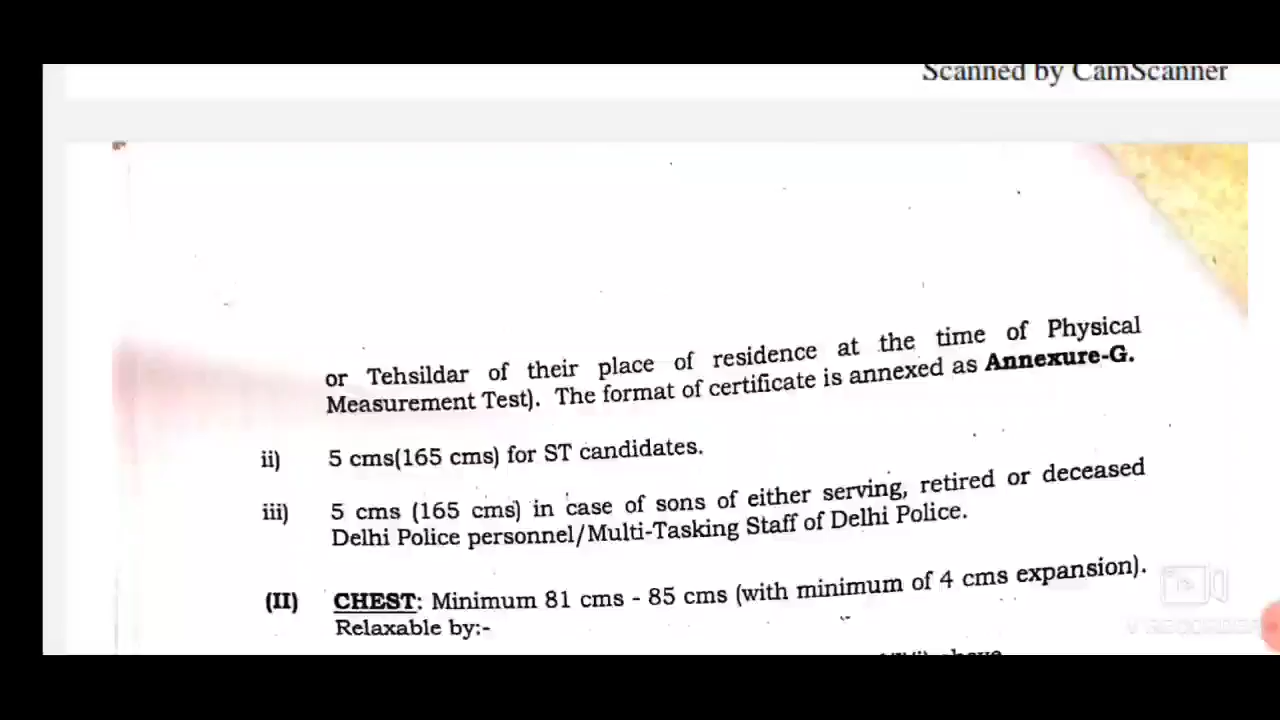 Scanned by CamScanner
or Tehsildar of their place of residence at the time of Physical
Measurement Test). The format of certificate is annexed as Annexure-G.
ii) 5 cms(165 cms) for ST candidates.
iii) 5 cms (165 cms) in case of sons of either serving, retired or deceased
Delhi Police personnel/Multi-Tasking Staff of Delhi Police.
(II) CHEST: Minimum 81 cms - 85 cms (with minimum of 4 cms expansion).
Relaxable by:-
above
V RECORDER